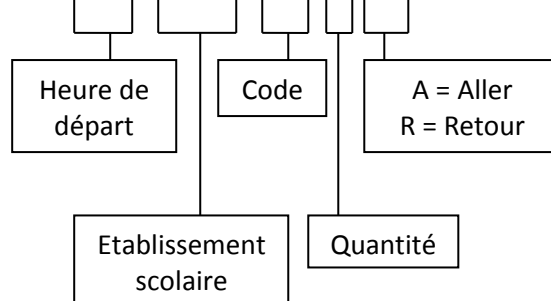 Heure de
départ
Code
A = Aller
R = Retour
Etablissement
scolaire
Quantité